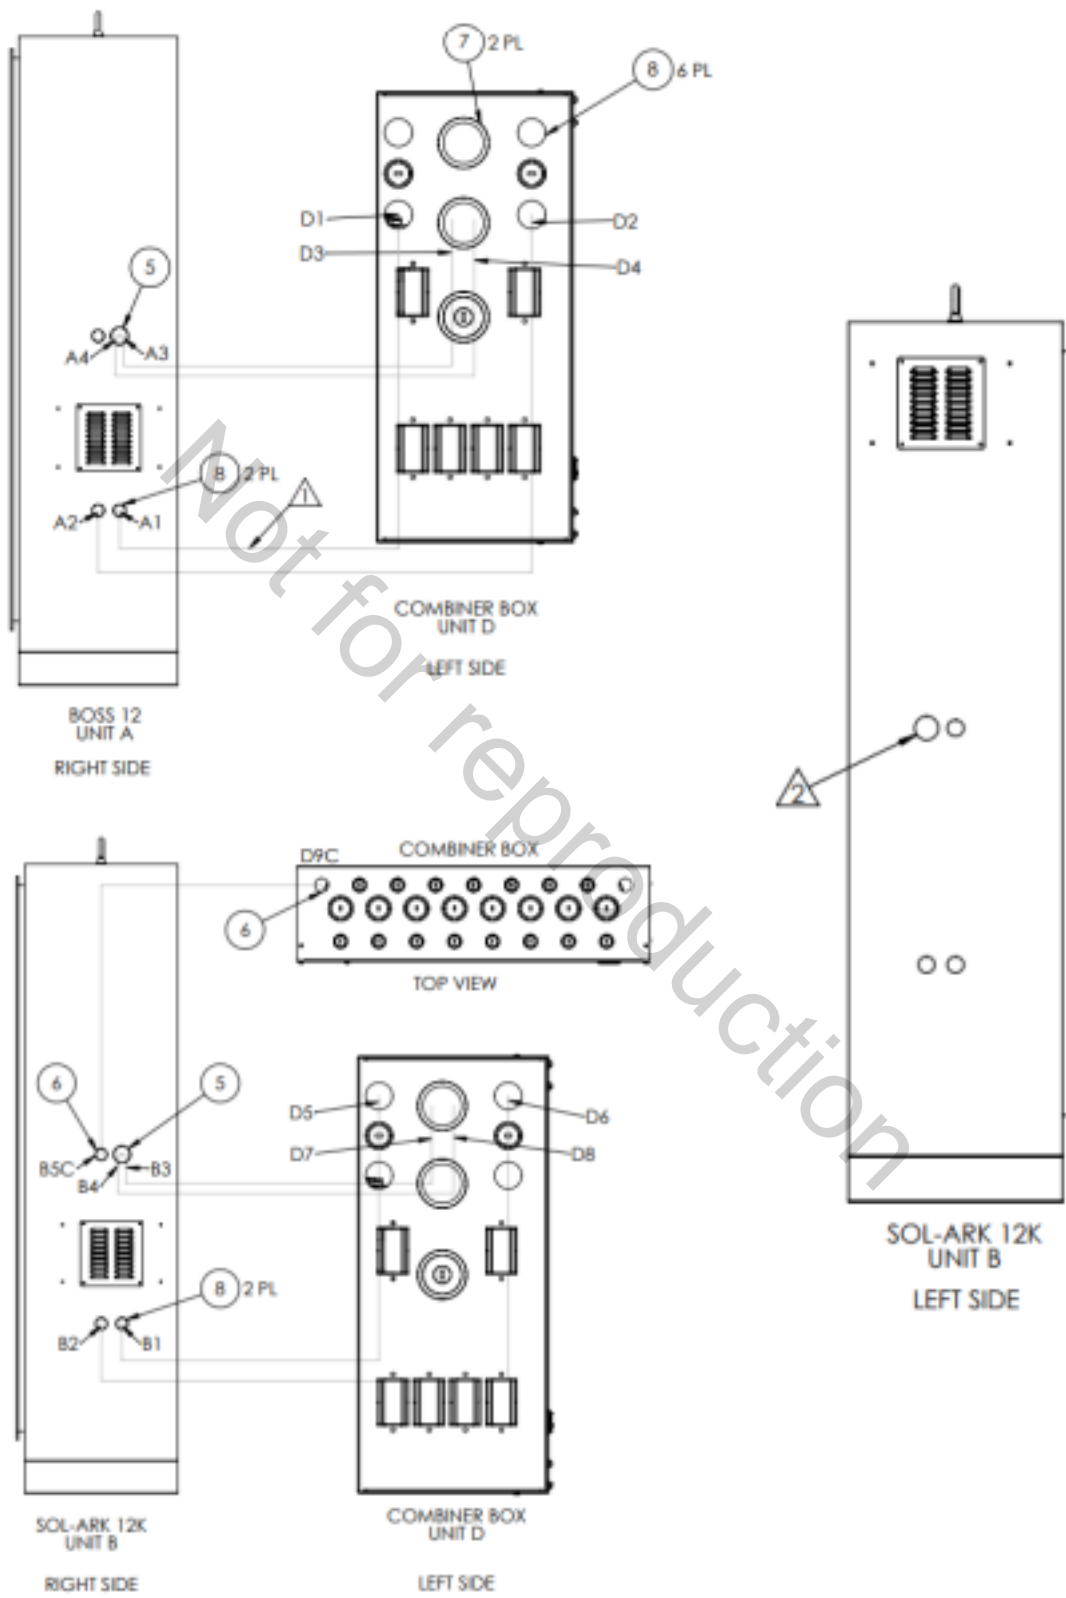 7 2 PL
8 6 PL
D1
D2
D3
D4
5
A4 A3
8 2 PL
1
A2 A1
COMBINER BOX
UNIT D
LEFT SIDE
BOSS 12
UNIT A
RIGHT SIDE
2
D9C
COMBINER BOX
6
TOP VIEW
6
5
D5
D6
D7
D8
B5C
B4
B3
8 2 PL
B2 B1
COMBINER BOX
UNIT D
LEFT SIDE
SOL-ARK 12K
UNIT B
RIGHT SIDE
SOL-ARK 12K
UNIT B
LEFT SIDE
Not for reproduction